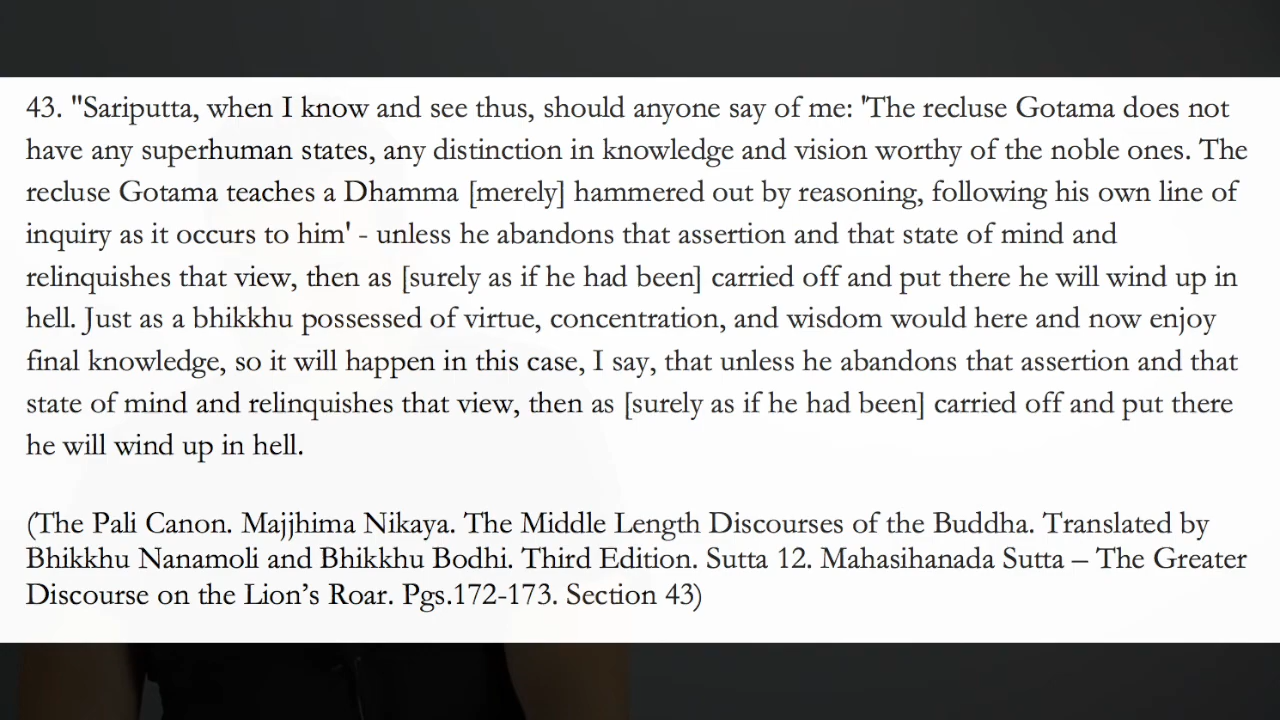 43. "Sariputta, when I know and see thus, should anyone say of me: 'The recluse Gotama does not
have any superhuman states, any distinction in knowledge and vision worthy of the noble ones. The
recluse Gotama teaches a Dhamma [merely] hammered out by reasoning, following his own line of
inquiry as it occurs to him' - unless he abandons that assertion and that state of mind and
relinquishes that view, then as [surely as if he had been] carried off and put there he will wind up in
hell. Just as a bhikkhu possessed of virtue, concentration, and wisdom would here and now enjoy
final knowledge, so it will happen in this case, I say, that unless he abandons that assertion and that
state of mind and relinquishes that view, then as [surely as if he had been] carried off and put there
he will wind up in hell.
(The Pali Canon. Majjhima Nikaya. The Middle Length Discourses of the Buddha. Translated by
Bhikkhu Nanamoli and Bhikkhu Bodhi. Third Edition. Sutta 12. Mahasihanada Sutta – The Greater
Discourse on the Lion’s Roar. Pgs.172-173. Section 43)